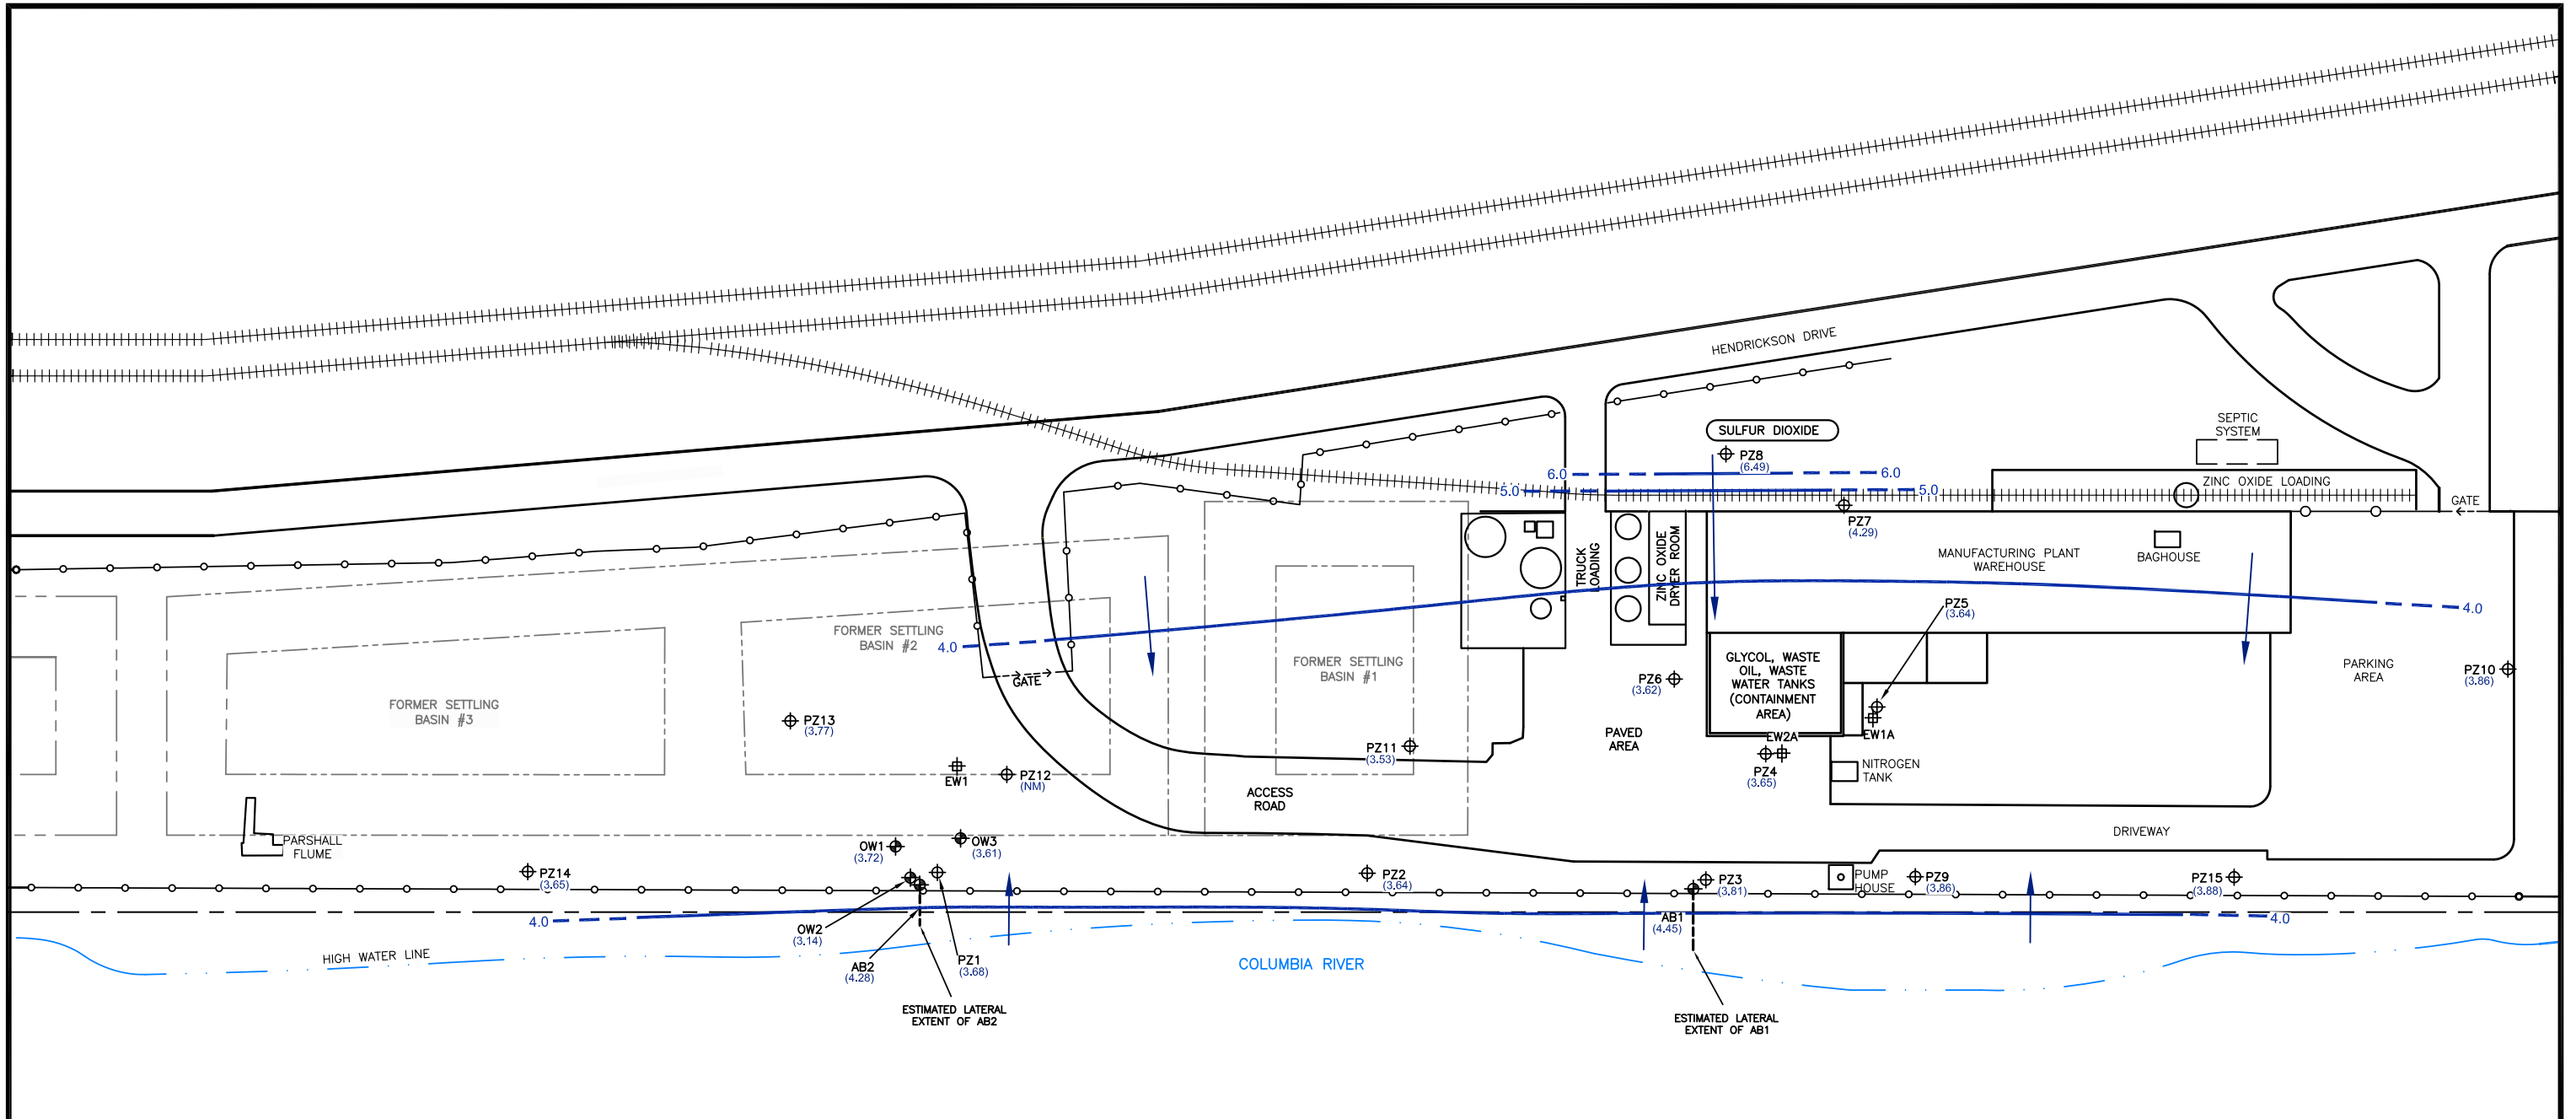 HENDRICKSON DRIVE
SULFUR DIOXIDE
SEPTIC
SYSTEM
PZ8
(6.49)
6.0
6.0
5.0
5.0
ZINC OXIDE LOADING
GATE
PZ7
(4.29)
TRUCK
LOADING
ZINC OXIDE
DRYER ROOM
MANUFACTURING PLANT
WAREHOUSE
BAGHOUSE
PZ5
(3.64)
4.0
4.0
FORMER SETTLING
BASIN #2
FORMER SETTLING
BASIN #1
GATE
GLYCOL, WASTE
OIL, WASTE
WATER TANKS
(CONTAINMENT
AREA)
PARKING
AREA
PZ10
(3.86)
PZ6
(3.62)
FORMER SETTLING
BASIN #3
PZ13
(3.77)
PAVED
AREA
EW2A
EW1A
PZ11
(3.53)
PZ4
(3.65)
NITROGEN
TANK
EW1
PZ12
(NM)
ACCESS
ROAD
DRIVEWAY
PARSHALL
FLUME
OW1
(3.72)
OW3
(3.61)
PZ14
(3.65)
PZ2
(3.64)
PZ3
(3.81)
PUMP
HOUSE
PZ9
(3.86)
PZ15
(3.88)
4.0
4.0
OW2
(3.14)
AB1
(4.45)
HIGH WATER LINE
AB2
(4.28)
PZ1
(3.68)
COLUMBIA RIVER
ESTIMATED LATERAL
EXTENT OF AB2
ESTIMATED LATERAL
EXTENT OF AB1